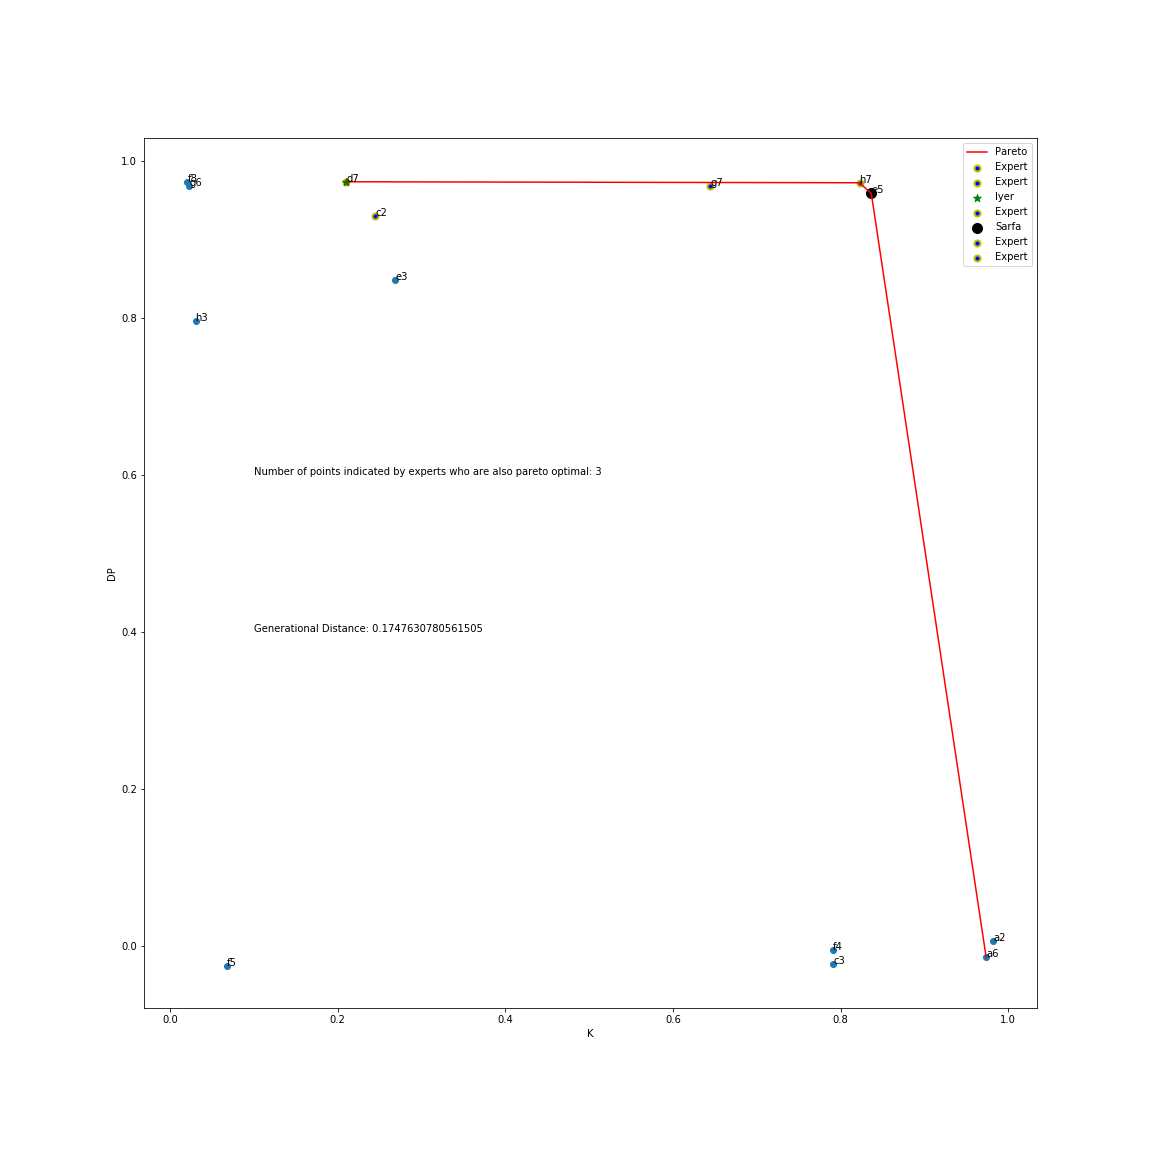 1.0
0.8
0.6
0.4
0.2
0.0
DP
0.0
0.2
0.4
0.6
0.8
1.0
K
f8
g6
d7
c2
e3
h3
g7
h7
e5
Number of points indicated by experts who are also pareto optimal: 3
Generational Distance: 0.1747630780561505
f5
f4
c3
a2
a6
Pareto
Expert
Expert
Iyer
Expert
Sarfa
Expert
Expert